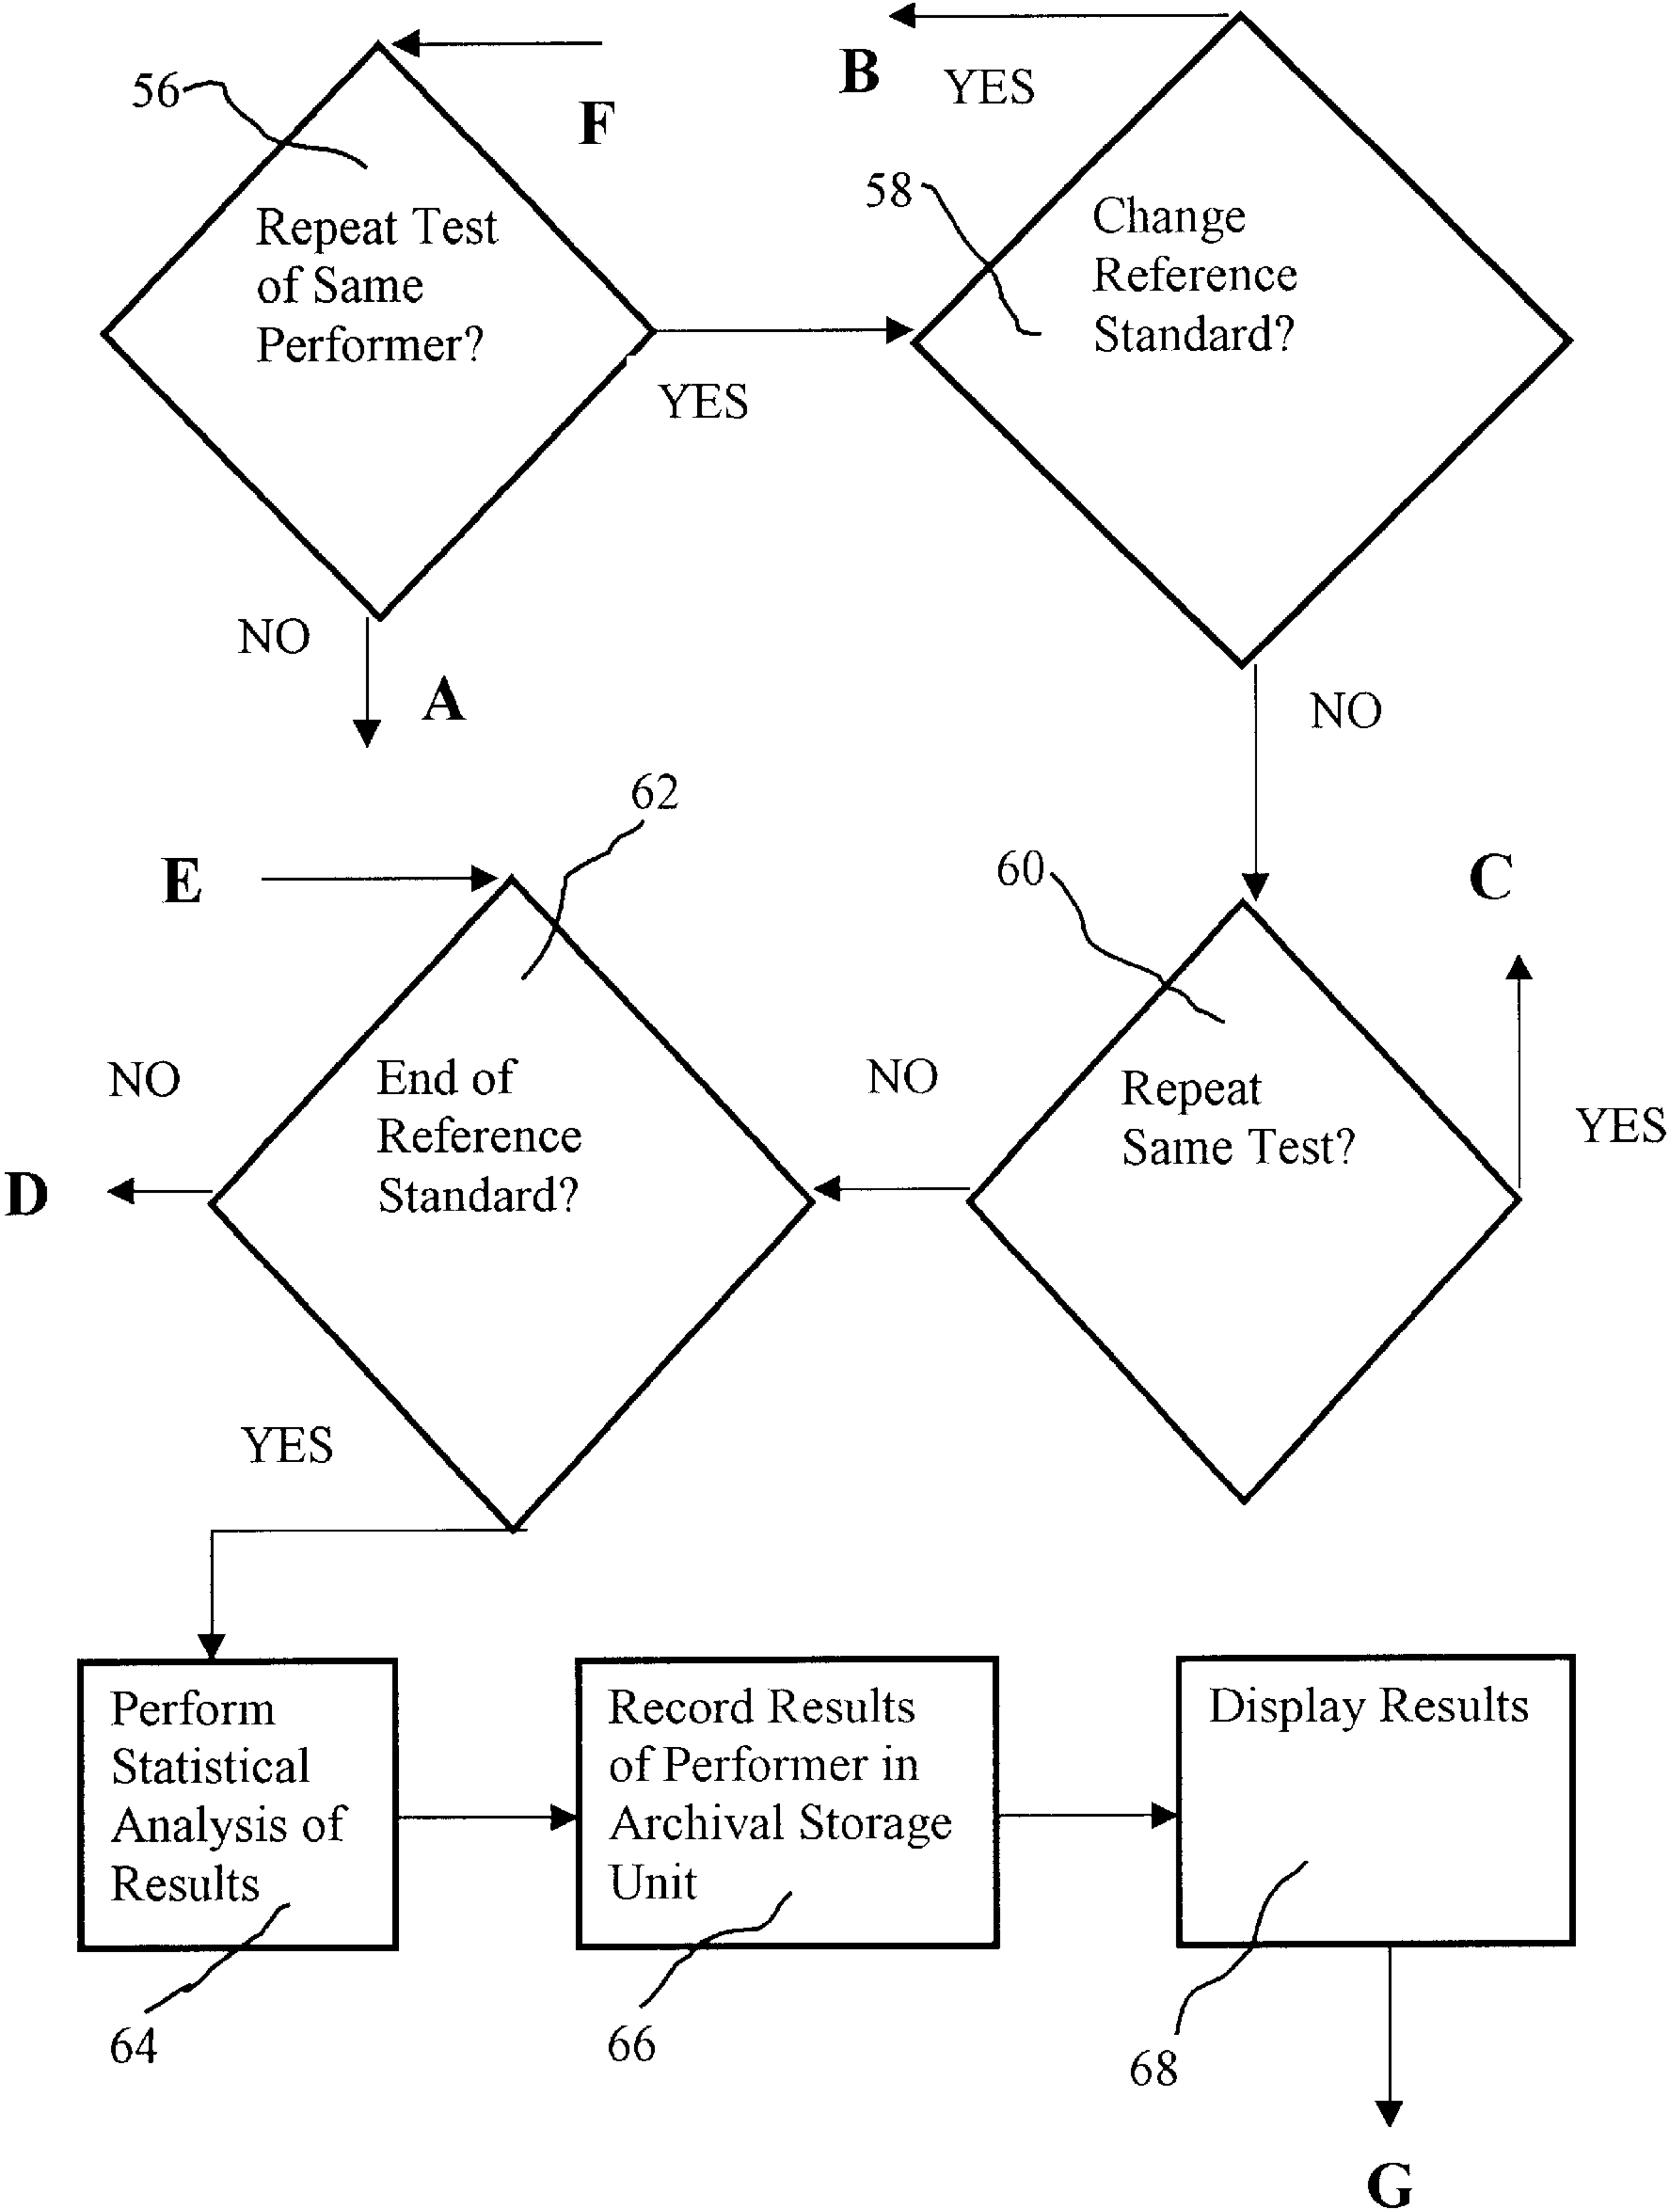 56
F
Repeat Test
of Same
Performer?
YES
NO
A
B
YES
58
Change
Reference
Standard?
NO
62
E
NO
End of
Reference
Standard?
D
YES
60
C
NO
Repeat
Same Test?
YES
Perform
Statistical
Analysis of
Results
64
Record Results
of Performer in
Archival Storage
Unit
66
Display Results
68
G